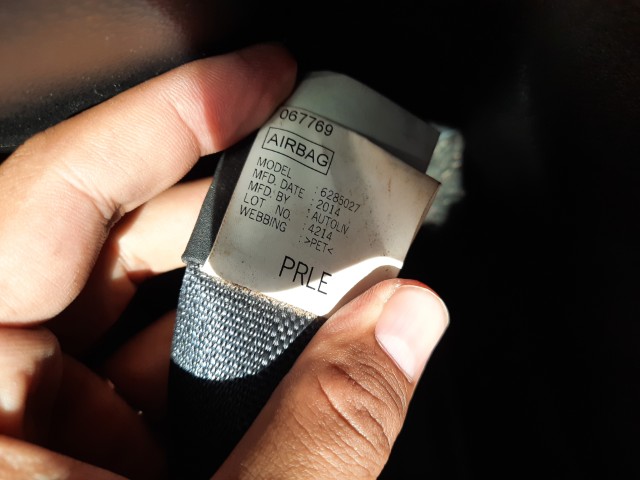 067769
AIRBAG
MODEL : 6285027
MFD. DATE : 2014
MFD. BY : AUTOLIV
LOT NO. : 4214
WEBBING : >PET<
PRLE